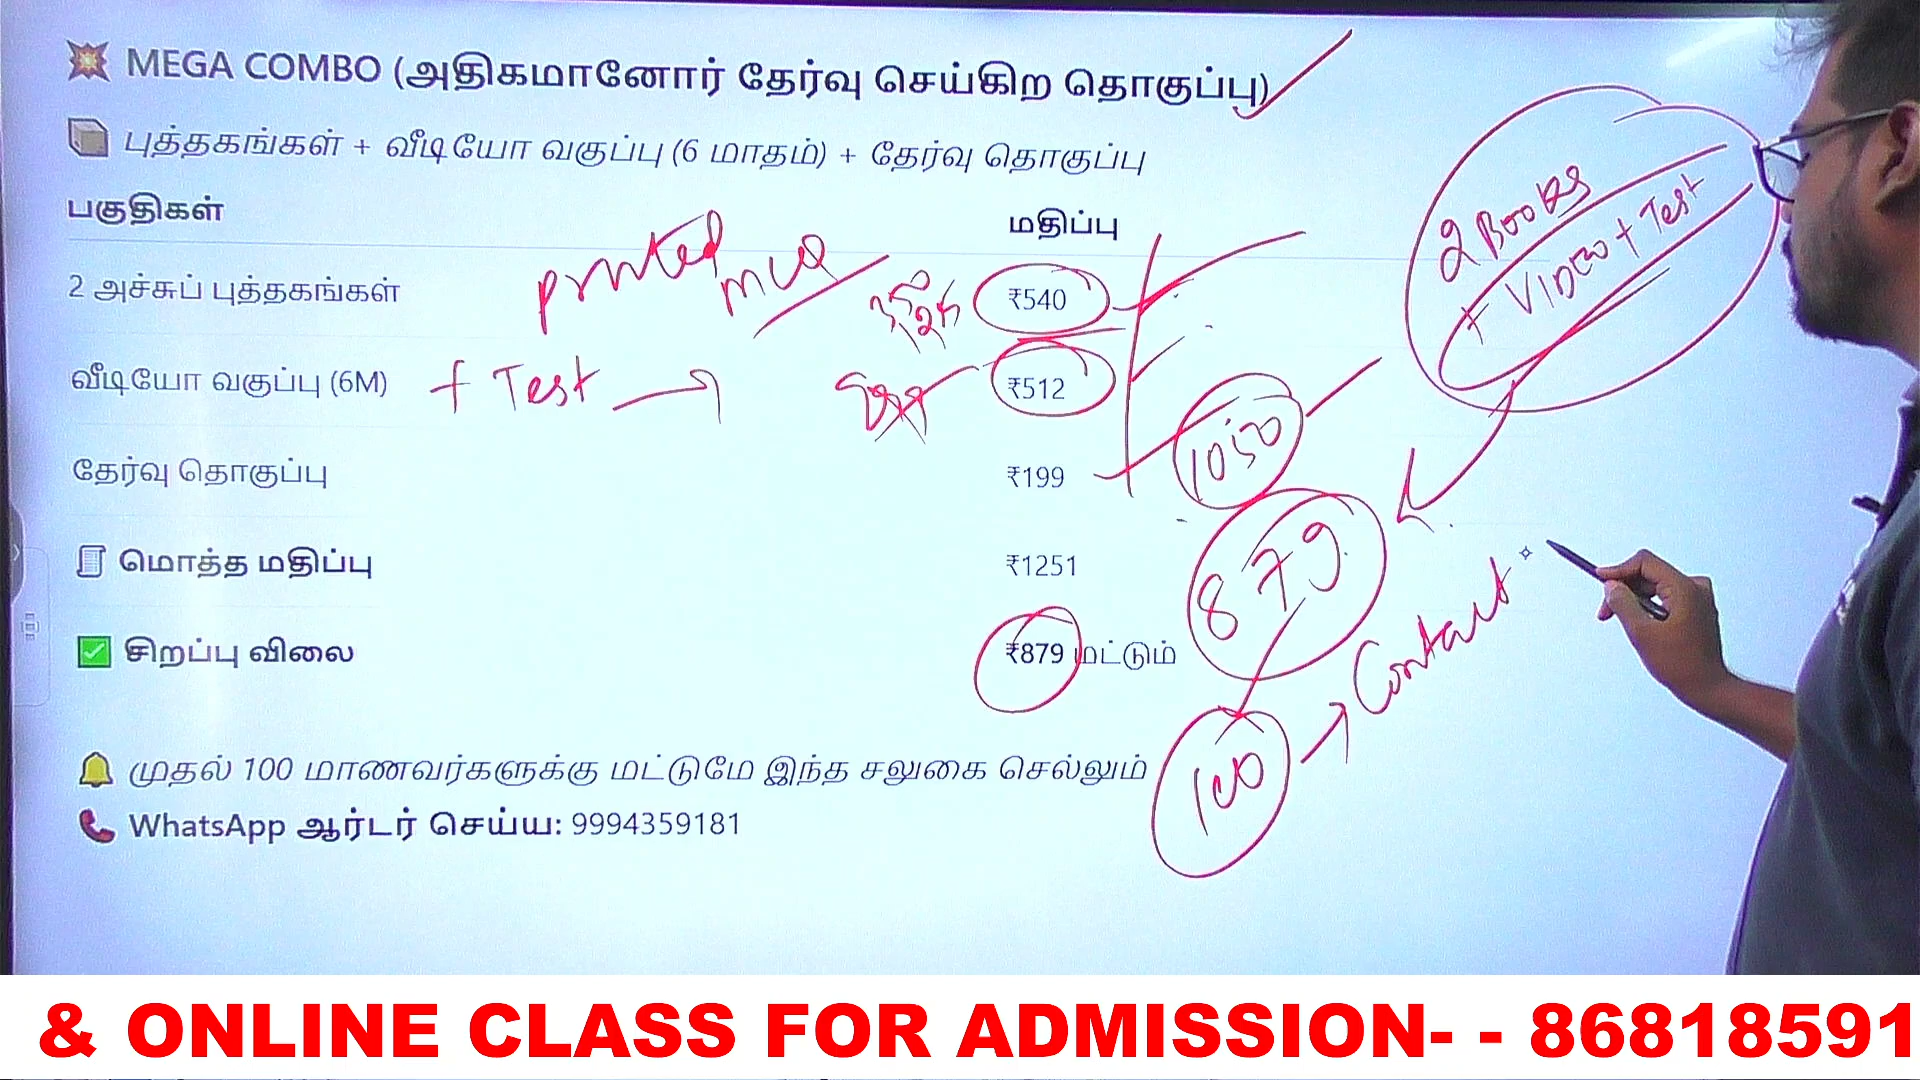 💥 MEGA COMBO (அதிகமானோர் தேர்வு செய்கிற தொகுப்பு)
📦 புத்தகங்கள் + வீடியோ வகுப்பு (6 மாதம்) + தேர்வு தொகுப்பு
பகுதிகள் மதிப்பு
2 அச்சுப் புத்தகங்கள் printed MCQ ₹540
வீடியோ வகுப்பு (6M) + Test ₹512
தேர்வு தொகுப்பு ₹199
🧾 மொத்த மதிப்பு ₹1251
✅ சிறப்பு விலை ₹879 மட்டும்
🔔 முதல் 100 மாணவர்களுக்கு மட்டுமே இந்த சலுகை செல்லும்
📞 WhatsApp ஆர்டர் செய்ய: 9994359181
2 Books
+ VIDEO + Test
1050
879
100 → Contact
& ONLINE CLASS FOR ADMISSION- - 86818591